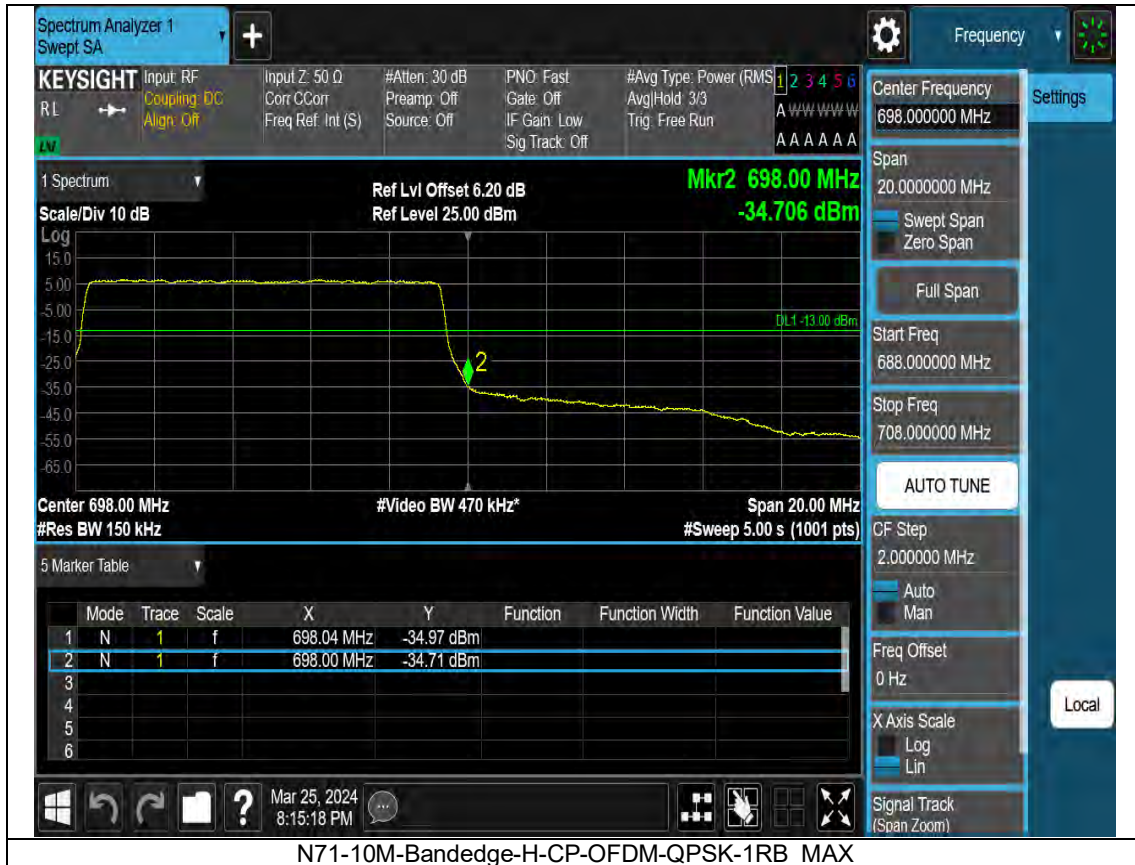 Spectrum Analyzer 1
Swept SA
Frequency
KEYSIGHT
RL
Input: RF
Coupling: DC
Align: Off
Input Z: 50 Ω
Corr CCorr
Freq Ref: Int (S)
#Atten: 30 dB
Preamp: Off
Source: Off
PNO: Fast
Gate: Off
IF Gain: Low
Sig Track: Off
#Avg Type: Power (RMS
Avg|Hold: 3/3
Trig: Free Run
1 2 3 4 5 6
A W W W W W
A A A A A A
1 Spectrum
Scale/Div 10 dB
Ref Lvl Offset 6.20 dB
Ref Level 25.00 dBm
Mkr2 698.00 MHz
-34.706 dBm
Log
15.0
5.00
-5.00
-15.0
-25.0
-35.0
-45.0
-55.0
-65.0
DL1 -13.00 dBm
2
Center 698.00 MHz
#Res BW 150 kHz
#Video BW 470 kHz*
Span 20.00 MHz
#Sweep 5.00 s (1001 pts)
5 Marker Table
Mode Trace Scale X Y Function Function Width Function Value
1 N 1 f 698.04 MHz -34.97 dBm
2 N 1 f 698.00 MHz -34.71 dBm
3
4
5
6
Mar 25, 2024
8:15:18 PM
Center Frequency
698.000000 MHz
Settings
Span
20.0000000 MHz
Swept Span
Zero Span
Full Span
Start Freq
688.000000 MHz
Stop Freq
708.000000 MHz
AUTO TUNE
CF Step
2.000000 MHz
Auto
Man
Freq Offset
0 Hz
X Axis Scale
Log
Lin
Local
Signal Track
(Span Zoom)
N71-10M-Bandedge-H-CP-OFDM-QPSK-1RB_MAX